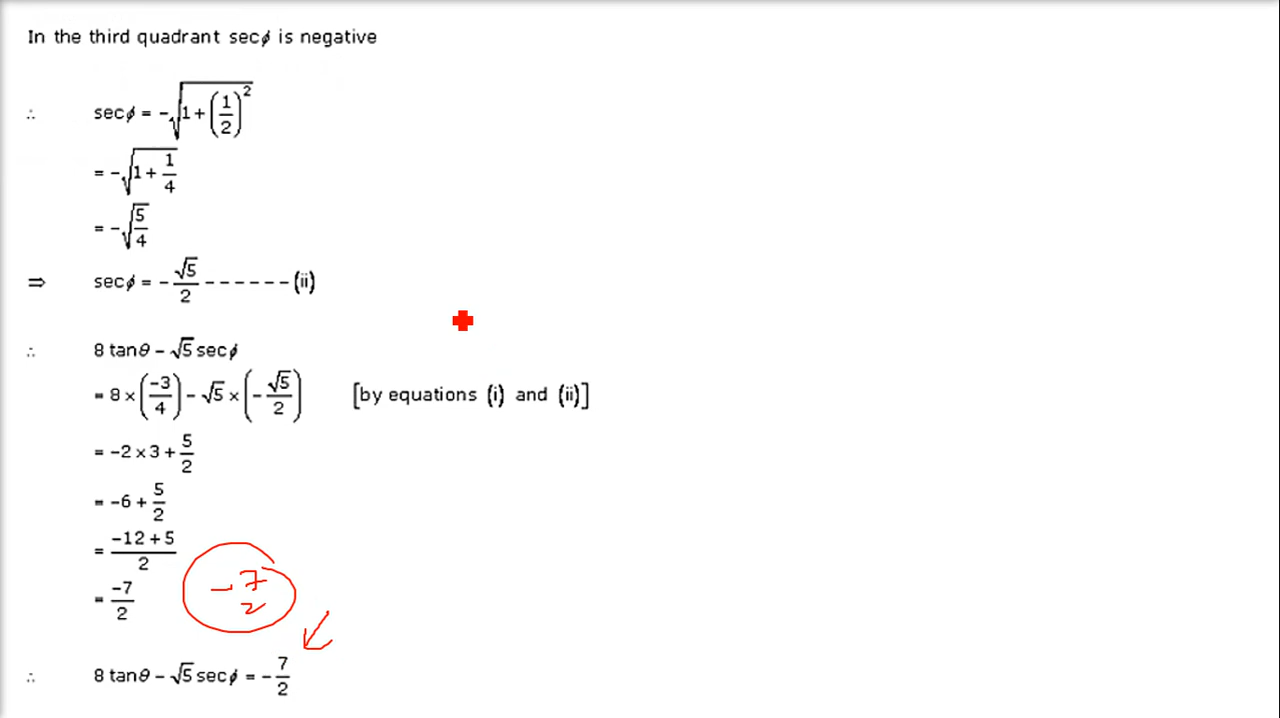 In the third quadrant secϕ is negative
∴ secϕ = -√(1 + (1/2)²)
= -√(1 + 1/4)
= -√(5/4)
⇒ secϕ = -√5/2 ------ (ii)
∴ 8 tanθ - √5 secϕ
= 8 × (-3/4) - √5 × (-√5/2) [by equations (i) and (ii)]
= -2 × 3 + 5/2
= -6 + 5/2
= (-12 + 5)/2
= -7/2
-7/2
∴ 8 tanθ - √5 secϕ = -7/2